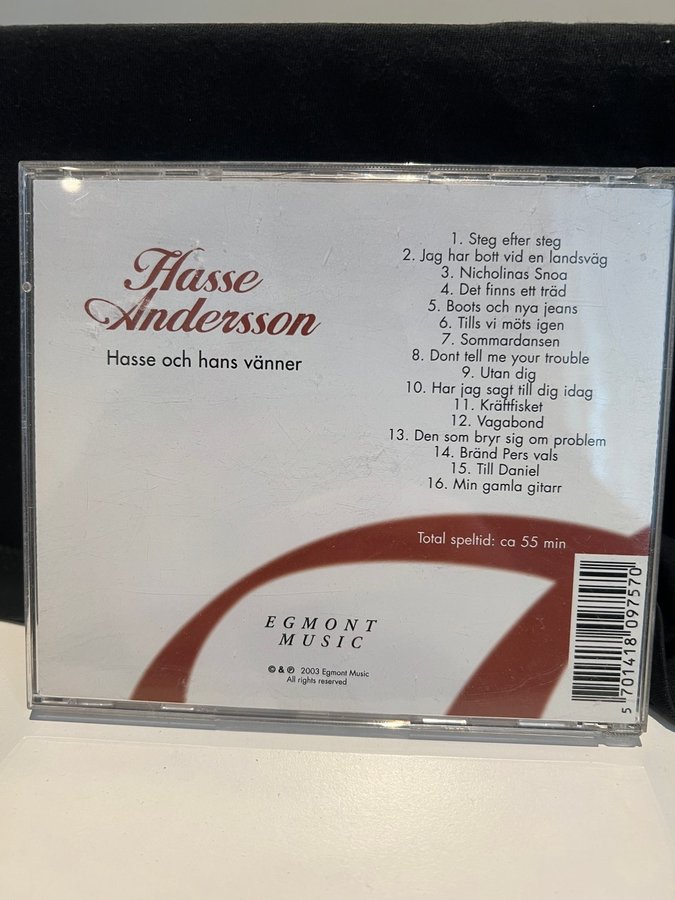 Hasse
Andersson
Hasse och hans vänner
1. Steg efter steg
2. Jag har bott vid en landsväg
3. Nicholinas Snoa
4. Det finns ett träd
5. Boots och nya jeans
6. Tills vi möts igen
7. Sommardansen
8. Dont tell me your trouble
9. Utan dig
10. Har jag sagt till dig idag
11. Kräftfisket
12. Vagabond
13. Den som bryr sig om problem
14. Bränd Pers vals
15. Till Daniel
16. Min gamla gitarr
Total speltid: ca 55 min
EGMONT
MUSIC
© & ℗ 2003 Egmont Music
All rights reserved
5 701418 097570